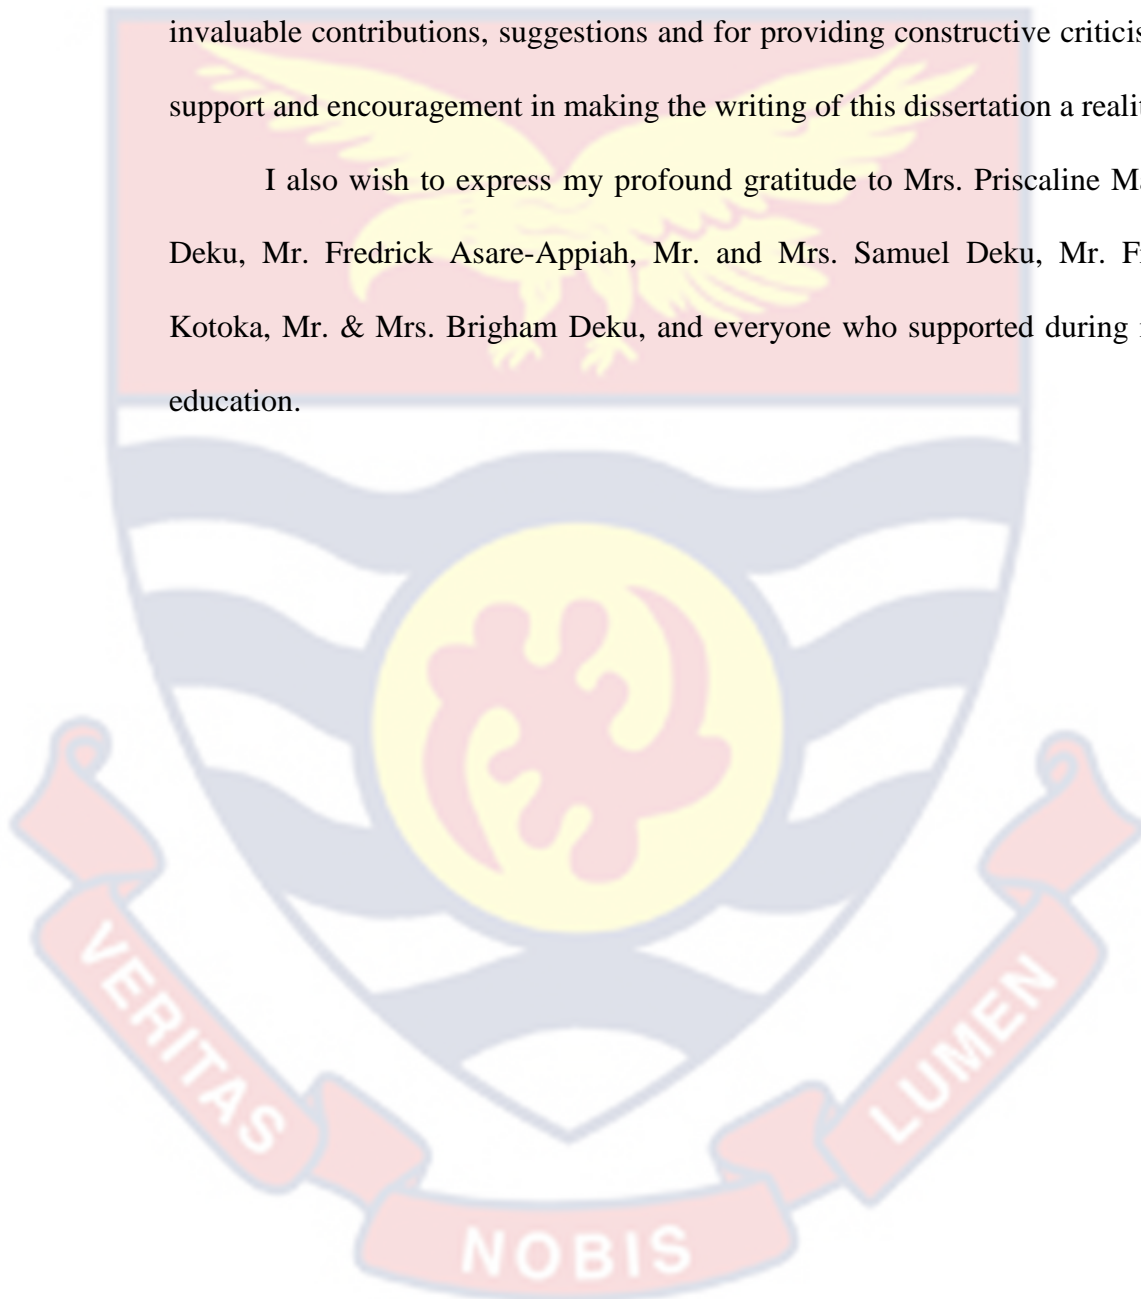 invaluable contributions, suggestions and for providing constructive
support and encouragement in making the writing of this dissertation a
I also wish to express my profound gratitude to Mrs. Priscaline
Deku, Mr. Fredrick Asare-Appiah, Mr. and Mrs. Samuel Deku, Mr.
Kotoka, Mr. & Mrs. Brigham Deku, and everyone who supported during
education.
VERITAS
NOBIS
LUMEN